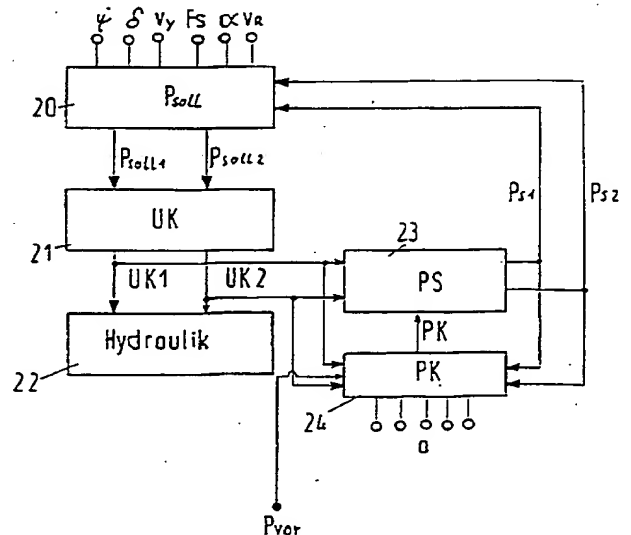 ψ̇ δ Vy Fs α VR
20
Psoll
Psoll1 Psoll2
Ps1
Ps2
21
UK
23
UK1 UK2
PS
PK
Hydraulik
22
PK
24
a
Pvor